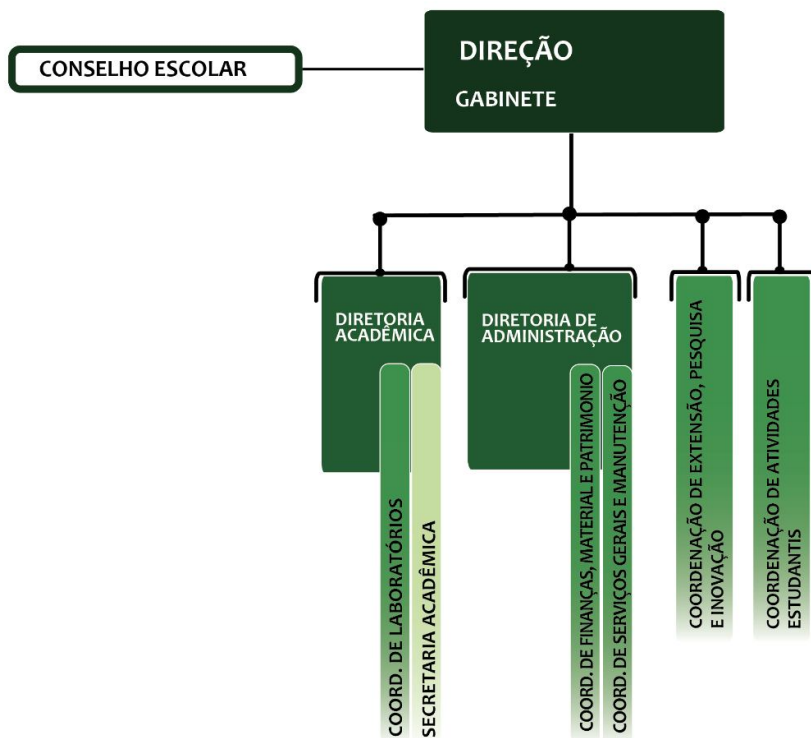 CONSELHO ESCOLAR
DIREÇÃO
GABINETE
DIRETORIA
ACADÊMICA
COORD. DE LABORATÓRIOS
SECRETARIA ACADÊMICA
DIRETORIA DE
ADMINISTRAÇÃO
COORD. DE FINANÇAS, MATERIAL E PATRIMONIO
COORD. DE SERVIÇOS GERAIS E MANUTENÇÃO
COORDENAÇÃO DE EXTENSÃO, PESQUISA
E INOVAÇÃO
COORDENAÇÃO DE ATIVIDADES
ESTUDANTIS